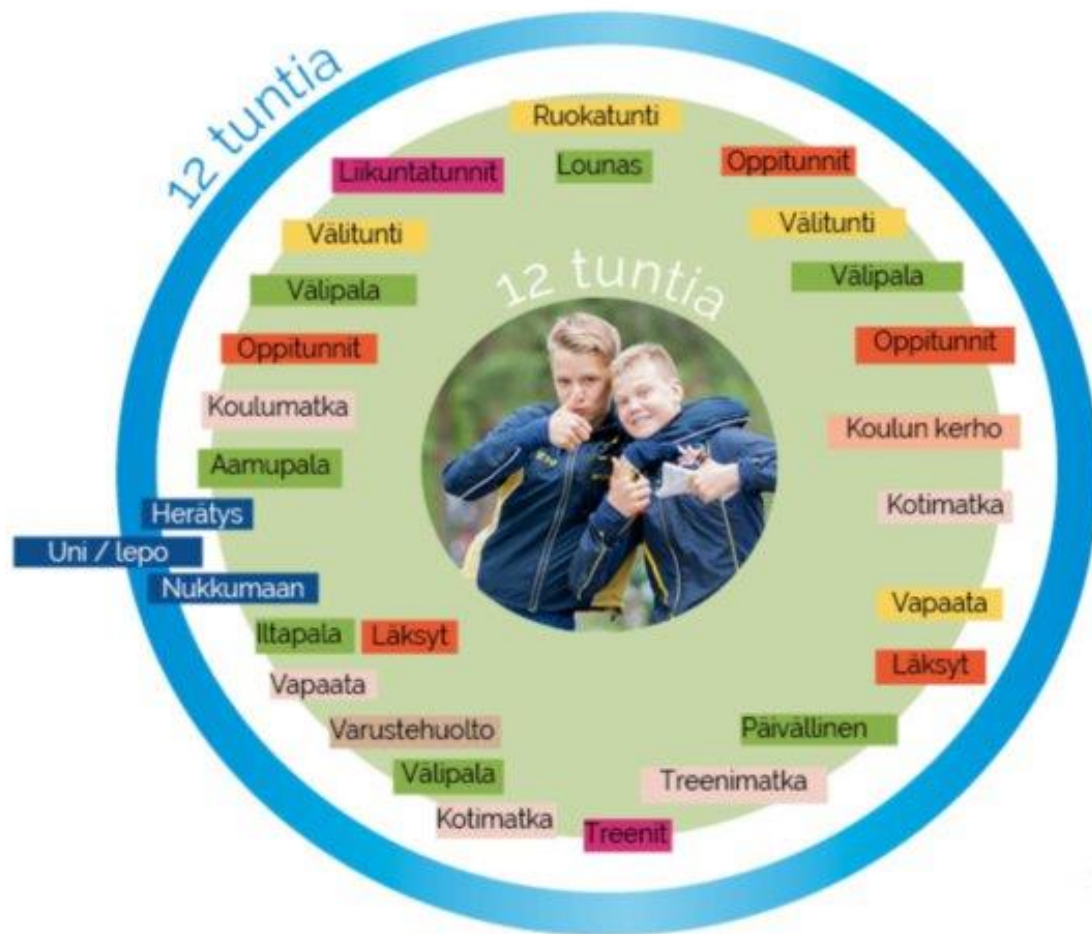 12 tuntia
Ruokatunti
Liikuntatunnit
Lounas
Oppitunnit
Välitunti
Välitunti
Välipala
Välipala
12 tuntia
Oppitunnit
Oppitunnit
Koulumatka
Koulun kerho
Aamupala
Kotimatka
Herätys
Uni / lepo
Nukkumaan
Vapaata
Iltapala
Läksyt
Läksyt
Vapaata
Varustehuolto
Päivällinen
Välipala
Treenimatka
Kotimatka
Treenit